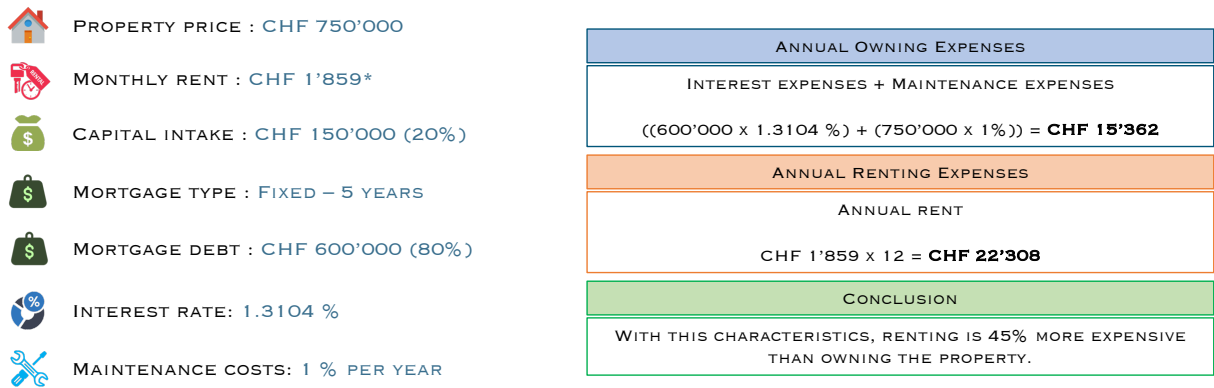 Property price : CHF 750'000
Monthly rent : CHF 1'859*
Capital intake : CHF 150'000 (20%)
Mortgage type : Fixed – 5 years
Mortgage debt : CHF 600'000 (80%)
Interest rate: 1.3104 %
Maintenance costs: 1 % per year
RENTAL
Annual Owning Expenses
Interest expenses + Maintenance expenses
((600'000 x 1.3104 %) + (750'000 x 1%)) = CHF 15'362
Annual Renting Expenses
Annual rent
CHF 1'859 x 12 = CHF 22'308
Conclusion
With this characteristics, renting is 45% more expensive
than owning the property.